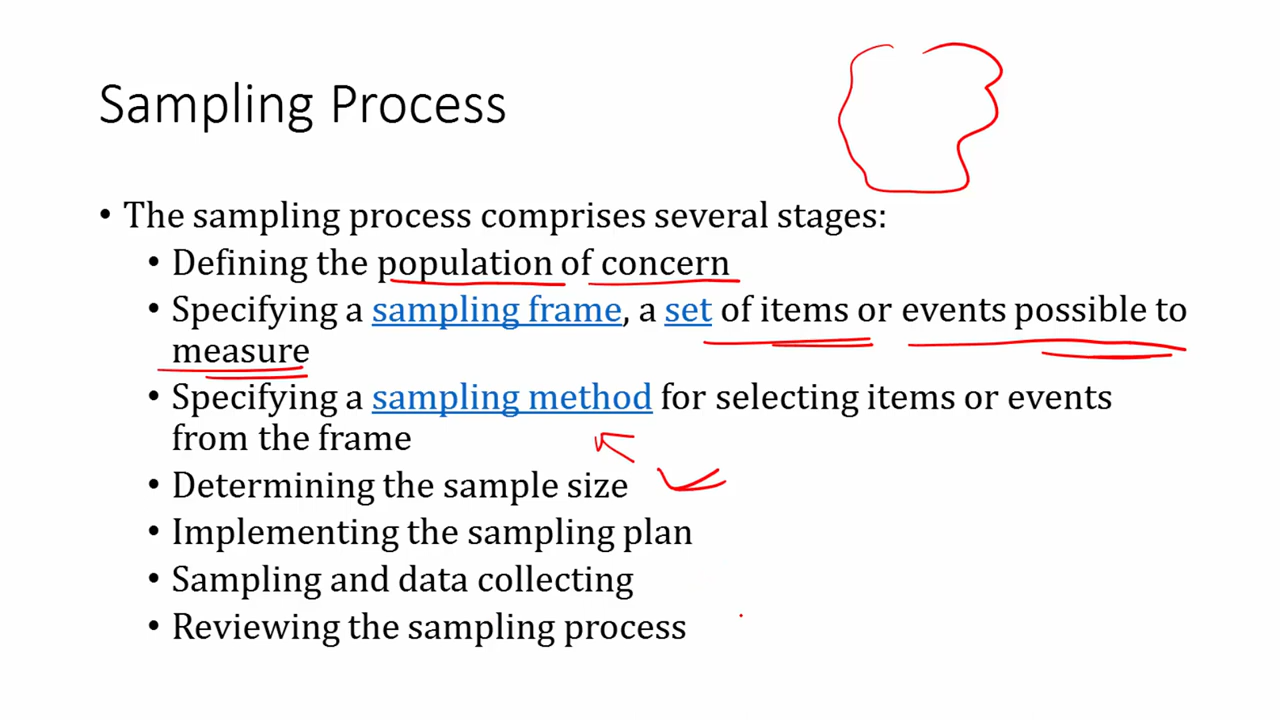 Sampling Process
• The sampling process comprises several stages:
• Defining the population of concern
• Specifying a sampling frame, a set of items or events possible to
measure
• Specifying a sampling method for selecting items or events
from the frame
• Determining the sample size
• Implementing the sampling plan
• Sampling and data collecting
• Reviewing the sampling process